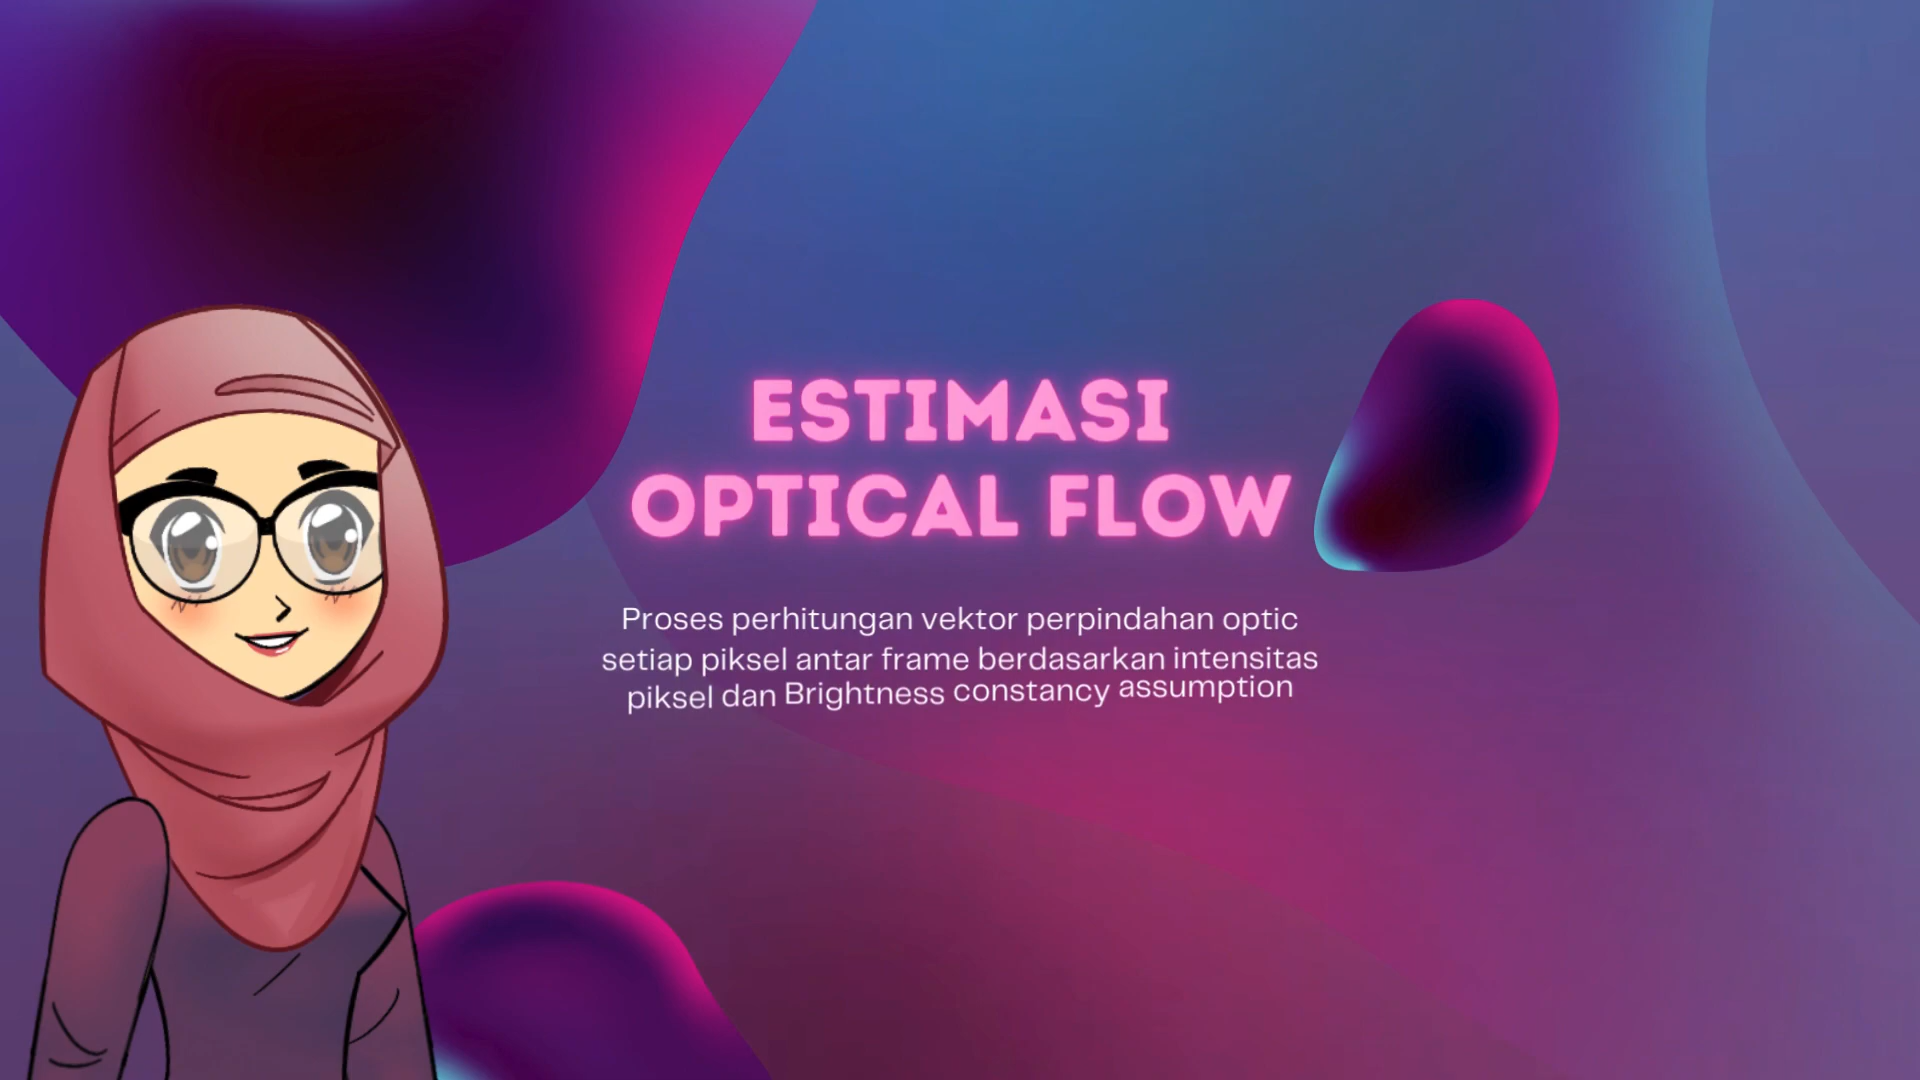 ESTIMASI
OPTICAL FLOW
Proses perhitungan vektor perpindahan optic
setiap piksel antar frame berdasarkan intensitas
piksel dan Brightness constancy assumption